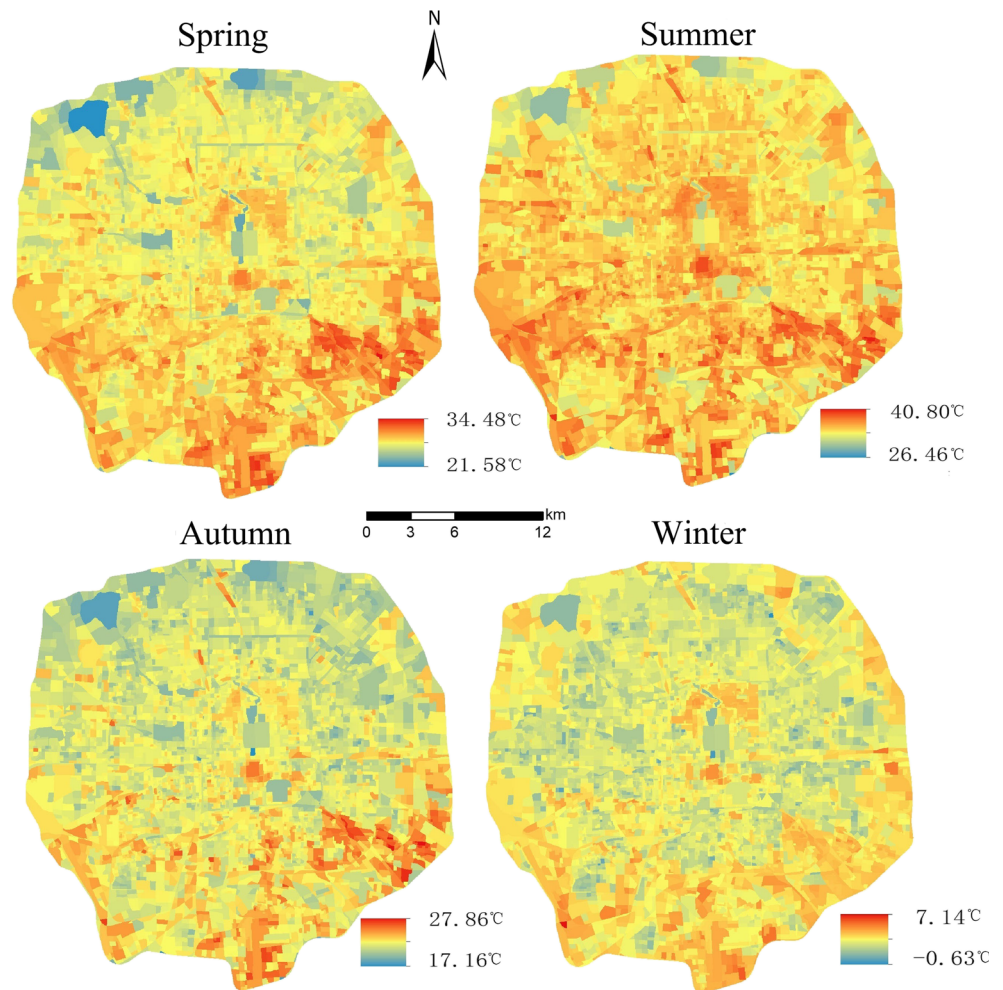 Spring
N
Summer
34.48℃
21.58℃
40.80℃
26.46℃
km
0 3 6 12
Autumn
Winter
27.86℃
17.16℃
7.14℃
-0.63℃